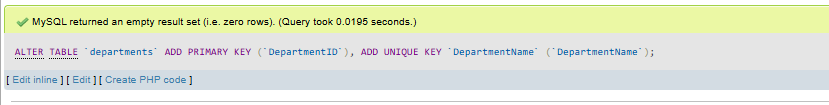 MySQL returned an empty result set (i.e. zero rows). (Query took 0.0195 seconds.)
ALTER TABLE `departments` ADD PRIMARY KEY (`DepartmentID`), ADD UNIQUE KEY `DepartmentName` (`DepartmentName`);
[ Edit inline ] [ Edit ] [ Create PHP code ]